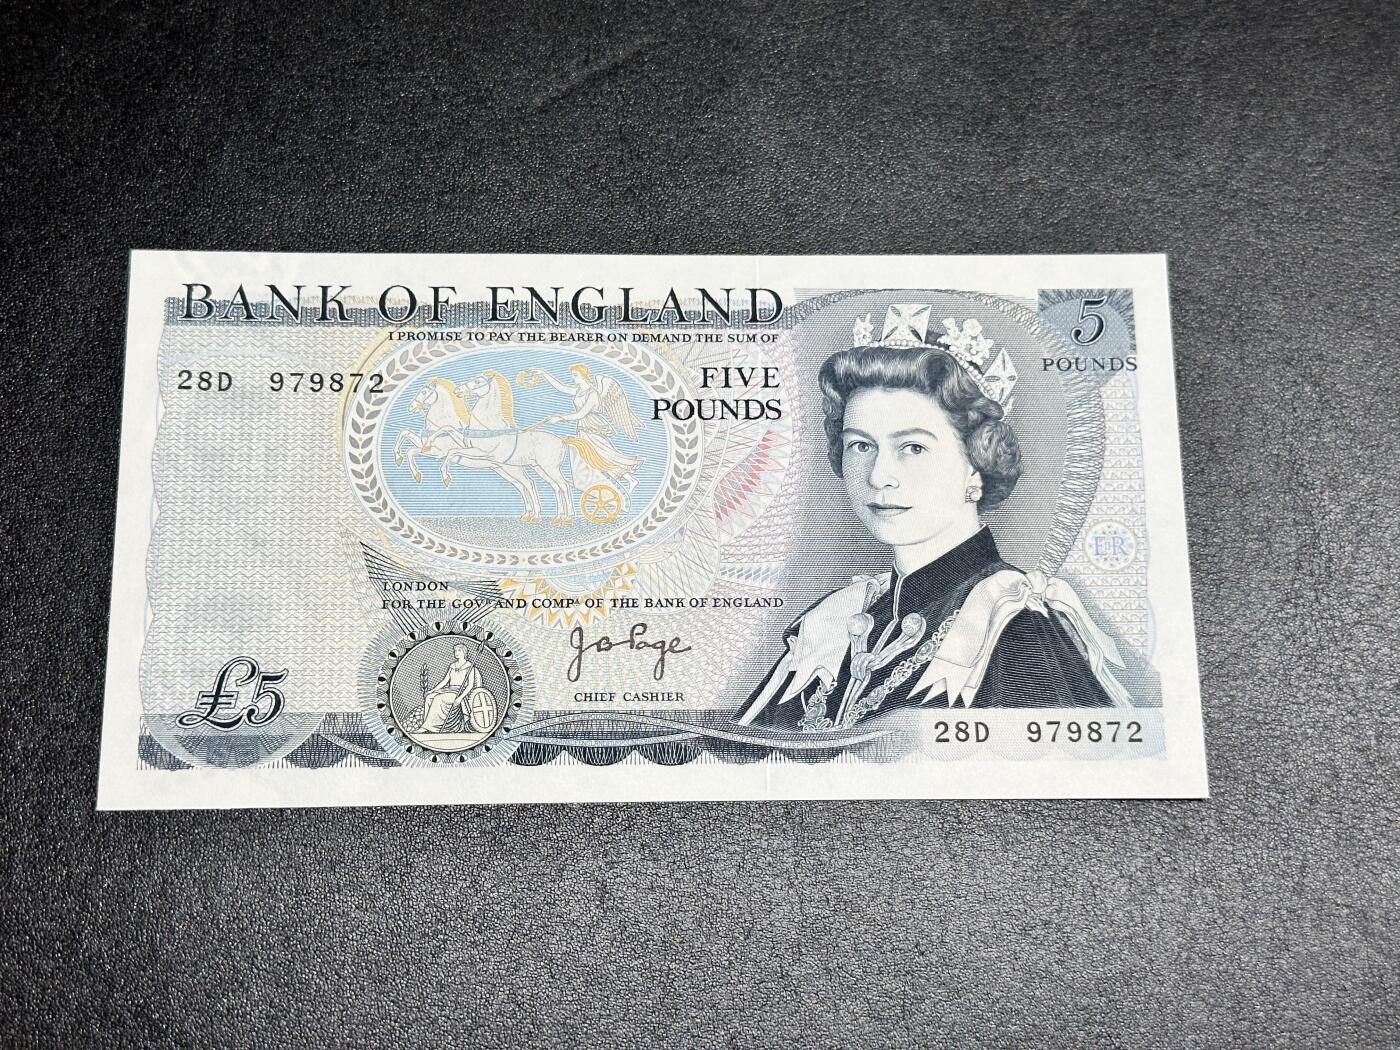 BANK OF ENGLAND
I PROMISE TO PAY THE BEARER ON DEMAND THE SUM OF
5
POUNDS
28D 979872
FIVE
POUNDS
ER
LONDON
FOR THE GOVR AND COMPA OF THE BANK OF ENGLAND
JB Page
CHIEF CASHIER
£5
28D 979872